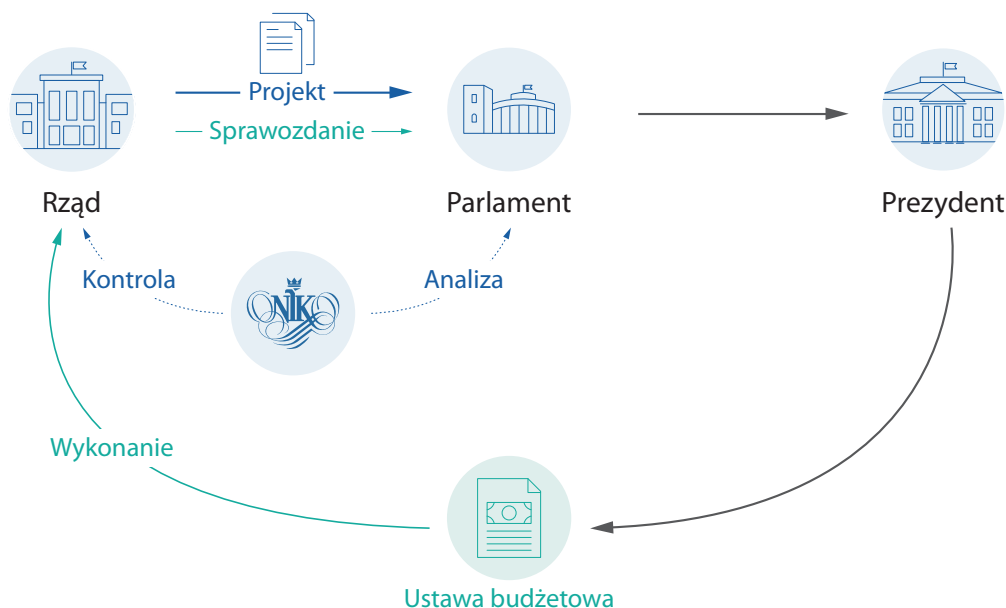 Projekt
Sprawozdanie
Rząd
Parlament
Prezydent
Kontrola
NIK
Analiza
Wykonanie
Ustawa budżetowa